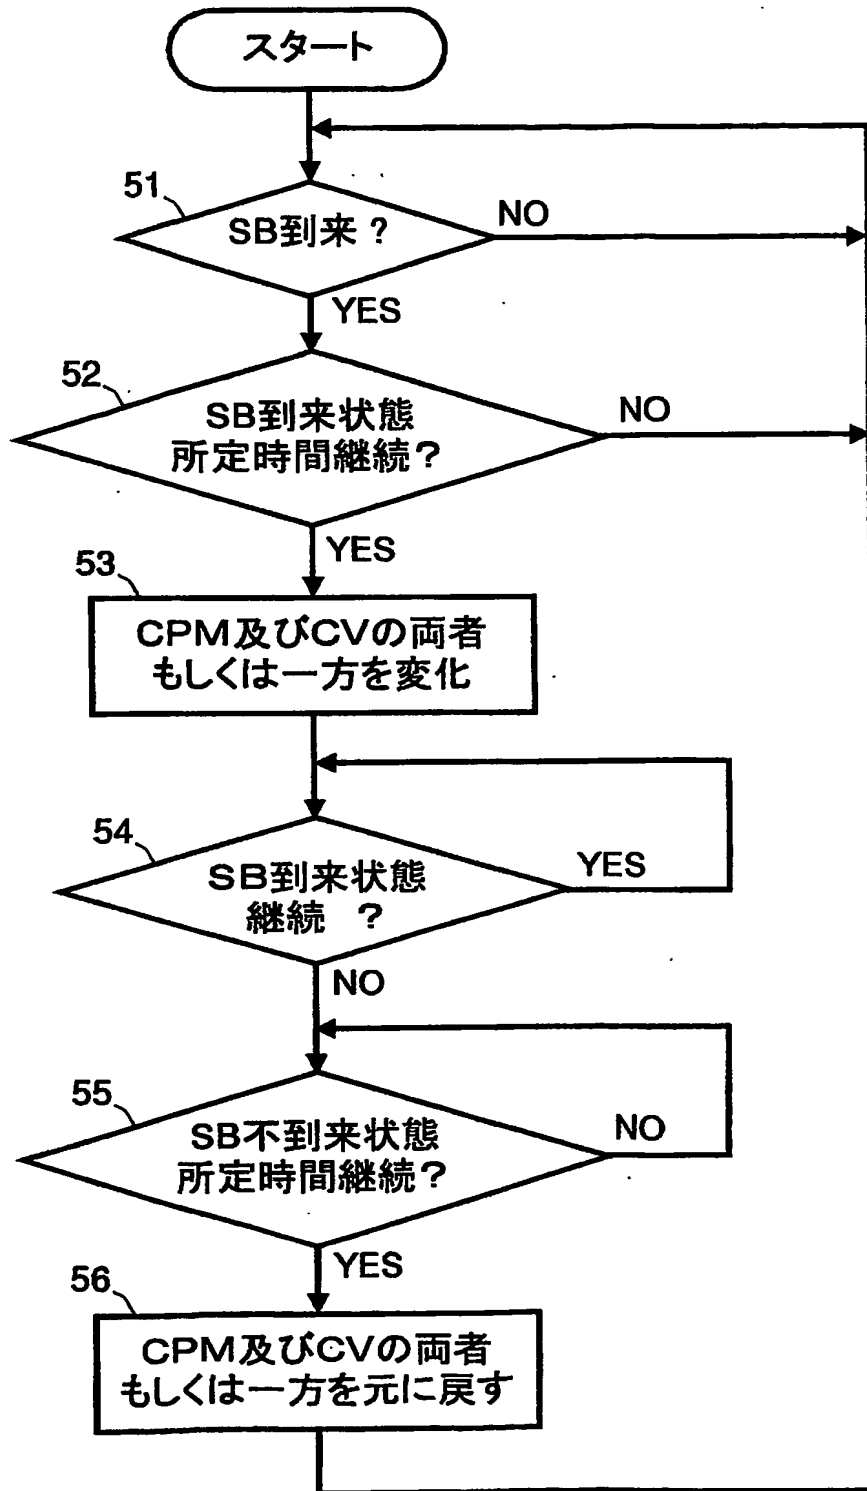 スタート
51
SB到来?
NO
YES
52
SB到来状態
所定時間継続?
NO
YES
53
CPM及びCVの両者
もしくは一方を変化
54
SB到来状態
継続 ?
YES
NO
55
SB不到来状態
所定時間継続?
NO
YES
56
CPM及びCVの両者
もしくは一方を元に戻す